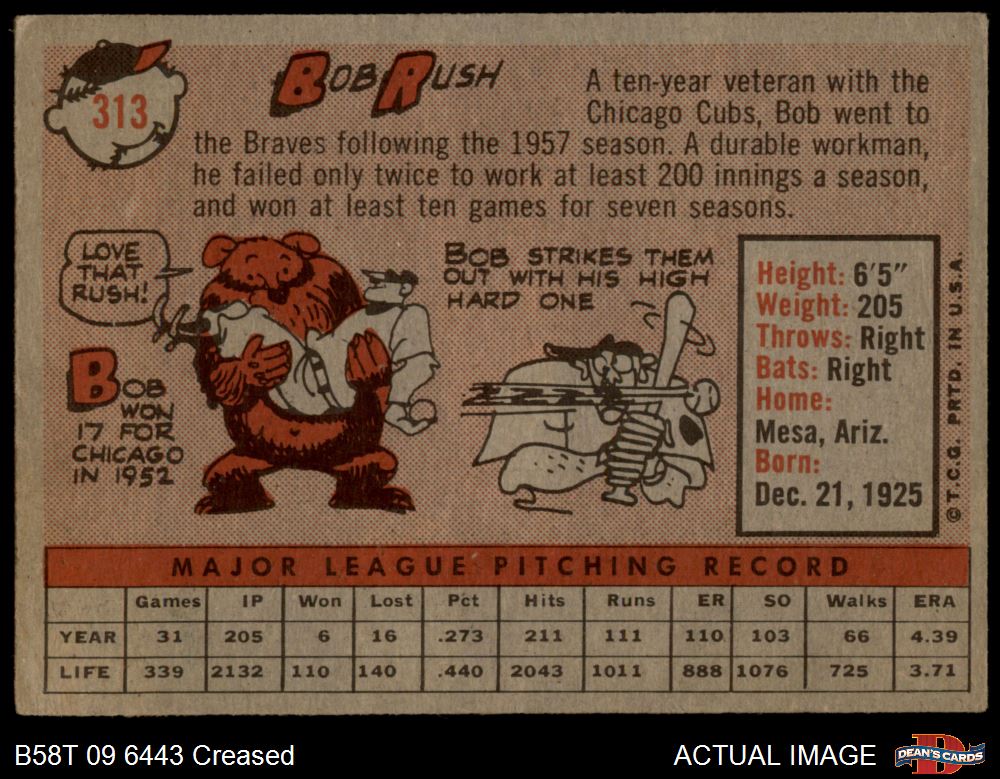 313
BOB RUSH
A ten-year veteran with the
Chicago Cubs, Bob went to
the Braves following the 1957 season. A durable workman,
he failed only twice to work at least 200 innings a season,
and won at least ten games for seven seasons.
LOVE
THAT
RUSH!
BOB
WON
17 FOR
CHICAGO
IN 1952
BOB STRIKES THEM
OUT WITH HIS HIGH
HARD ONE
Height: 6'5"
Weight: 205
Throws: Right
Bats: Right
Home:
Mesa, Ariz.
Born:
Dec. 21, 1925
©T.C.G. PRTD. IN U.S.A.
MAJOR LEAGUE PITCHING RECORD
Games IP Won Lost Pct Hits Runs ER SO Walks ERA
YEAR 31 205 6 16 .273 211 111 110 103 66 4.39
LIFE 339 2132 110 140 .440 2043 1011 888 1076 725 3.71
B58T 09 6443 Creased
ACTUAL IMAGE
D
DEAN'S CARDS